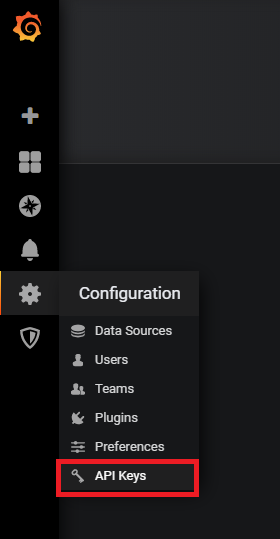 Configuration
Data Sources
Users
Teams
Plugins
Preferences
API Keys